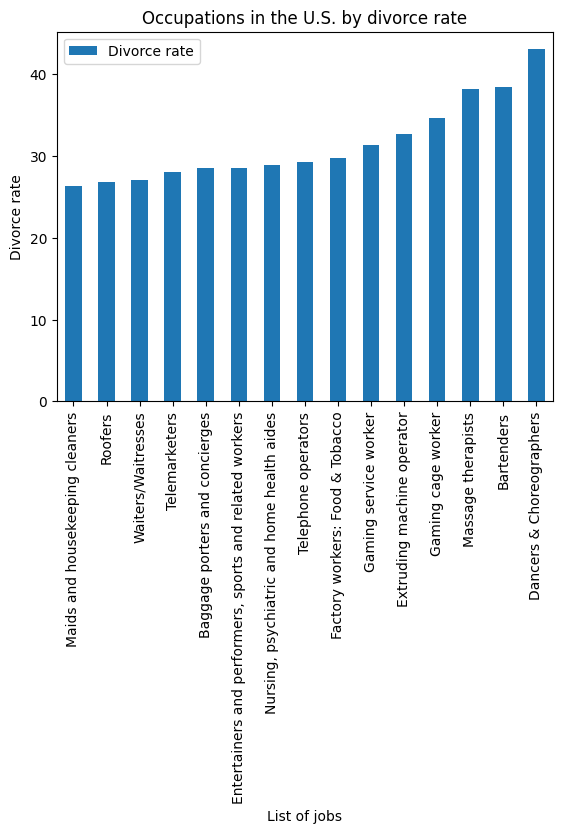 Occupations in the U.S. by divorce rate
Divorce rate
Divorce rate
40
30
20
10
0
Maids and housekeeping cleaners
Roofers
Waiters/Waitresses
Telemarketers
Baggage porters and concierges
Entertainers and performers, sports and related workers
Nursing, psychiatric and home health aides
Telephone operators
Factory workers: Food & Tobacco
Gaming service worker
Extruding machine operator
Gaming cage worker
Massage therapists
Bartenders
Dancers & Choreographers
List of jobs